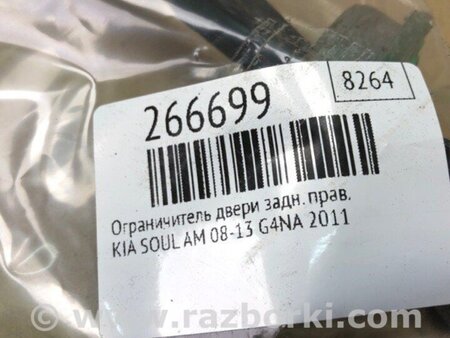 8264
266699
Ограничитель двери задн. прав.
KIA SOUL AM 08-13 G4NA 2011
www.razborki.com